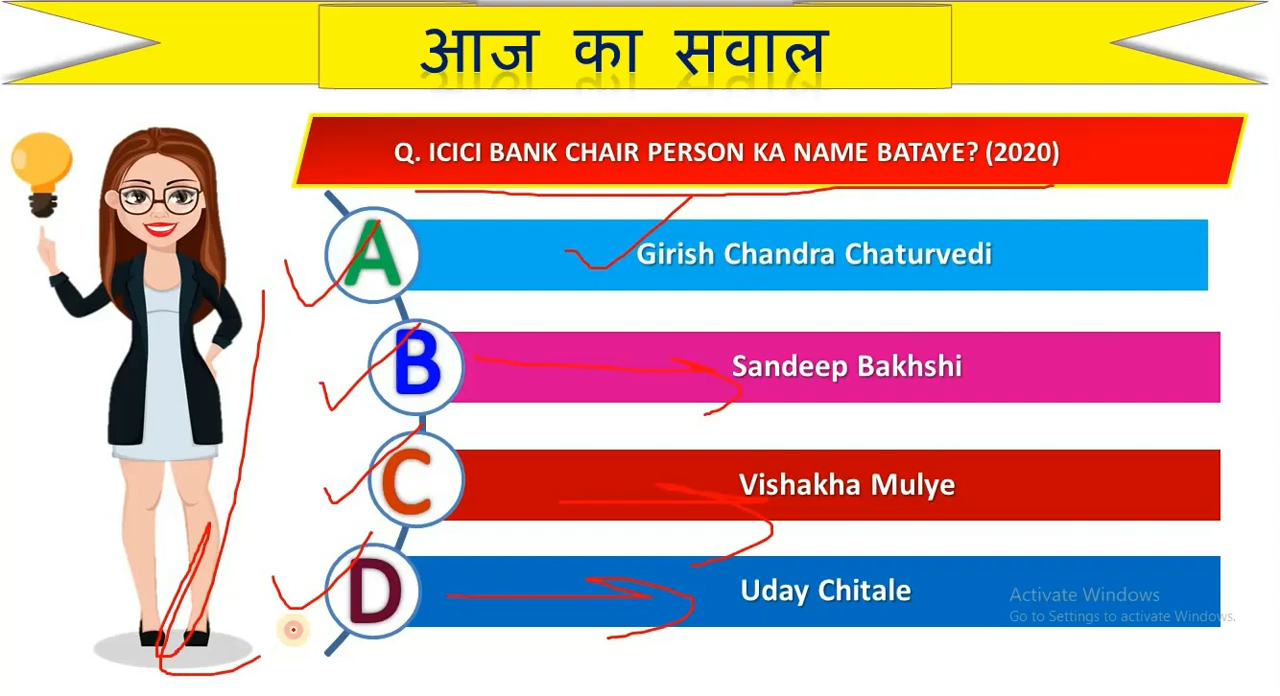 आज का सवाल
Q. ICICI BANK CHAIR PERSON KA NAME BATAYE? (2020)
A Girish Chandra Chaturvedi
B Sandeep Bakhshi
C Vishakha Mulye
D Uday Chitale
Activate Windows
Go to Settings to activate Windows.